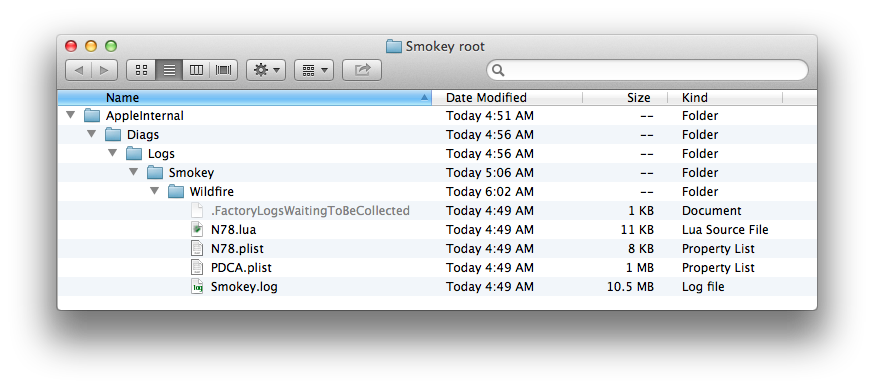 Smokey root
Name Date Modified Size Kind
AppleInternal Today 4:51 AM -- Folder
Diags Today 4:56 AM -- Folder
Logs Today 4:56 AM -- Folder
Smokey Today 5:06 AM -- Folder
Wildfire Today 6:02 AM -- Folder
.FactoryLogsWaitingToBeCollected Today 4:49 AM 1 KB Document
N78.lua Today 4:49 AM 11 KB Lua Source File
N78.plist Today 4:49 AM 8 KB Property List
PDCA.plist Today 4:49 AM 1 MB Property List
Smokey.log Today 4:49 AM 10.5 MB Log file